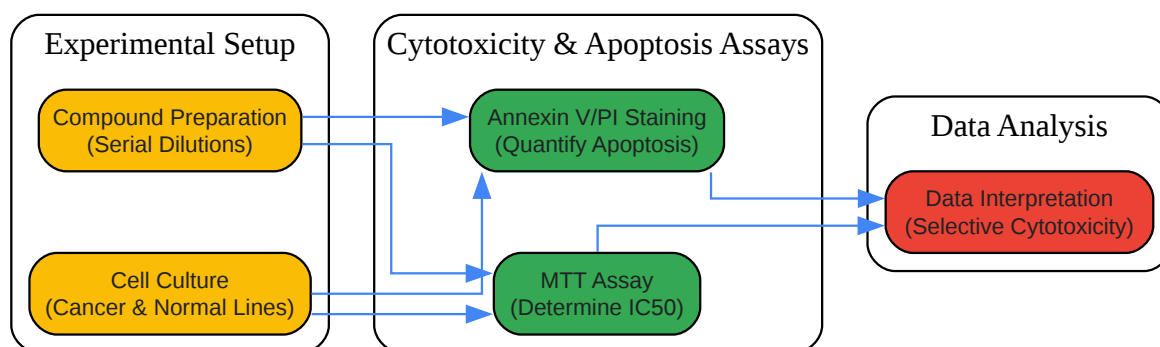 Experimental Setup
Compound Preparation
(Serial Dilutions)
Cell Culture
(Cancer & Normal Lines)
Cytotoxicity & Apoptosis Assays
Annexin V/PI Staining
(Quantify Apoptosis)
MTT Assay
(Determine IC50)
Data Analysis
Data Interpretation
(Selective Cytotoxicity)